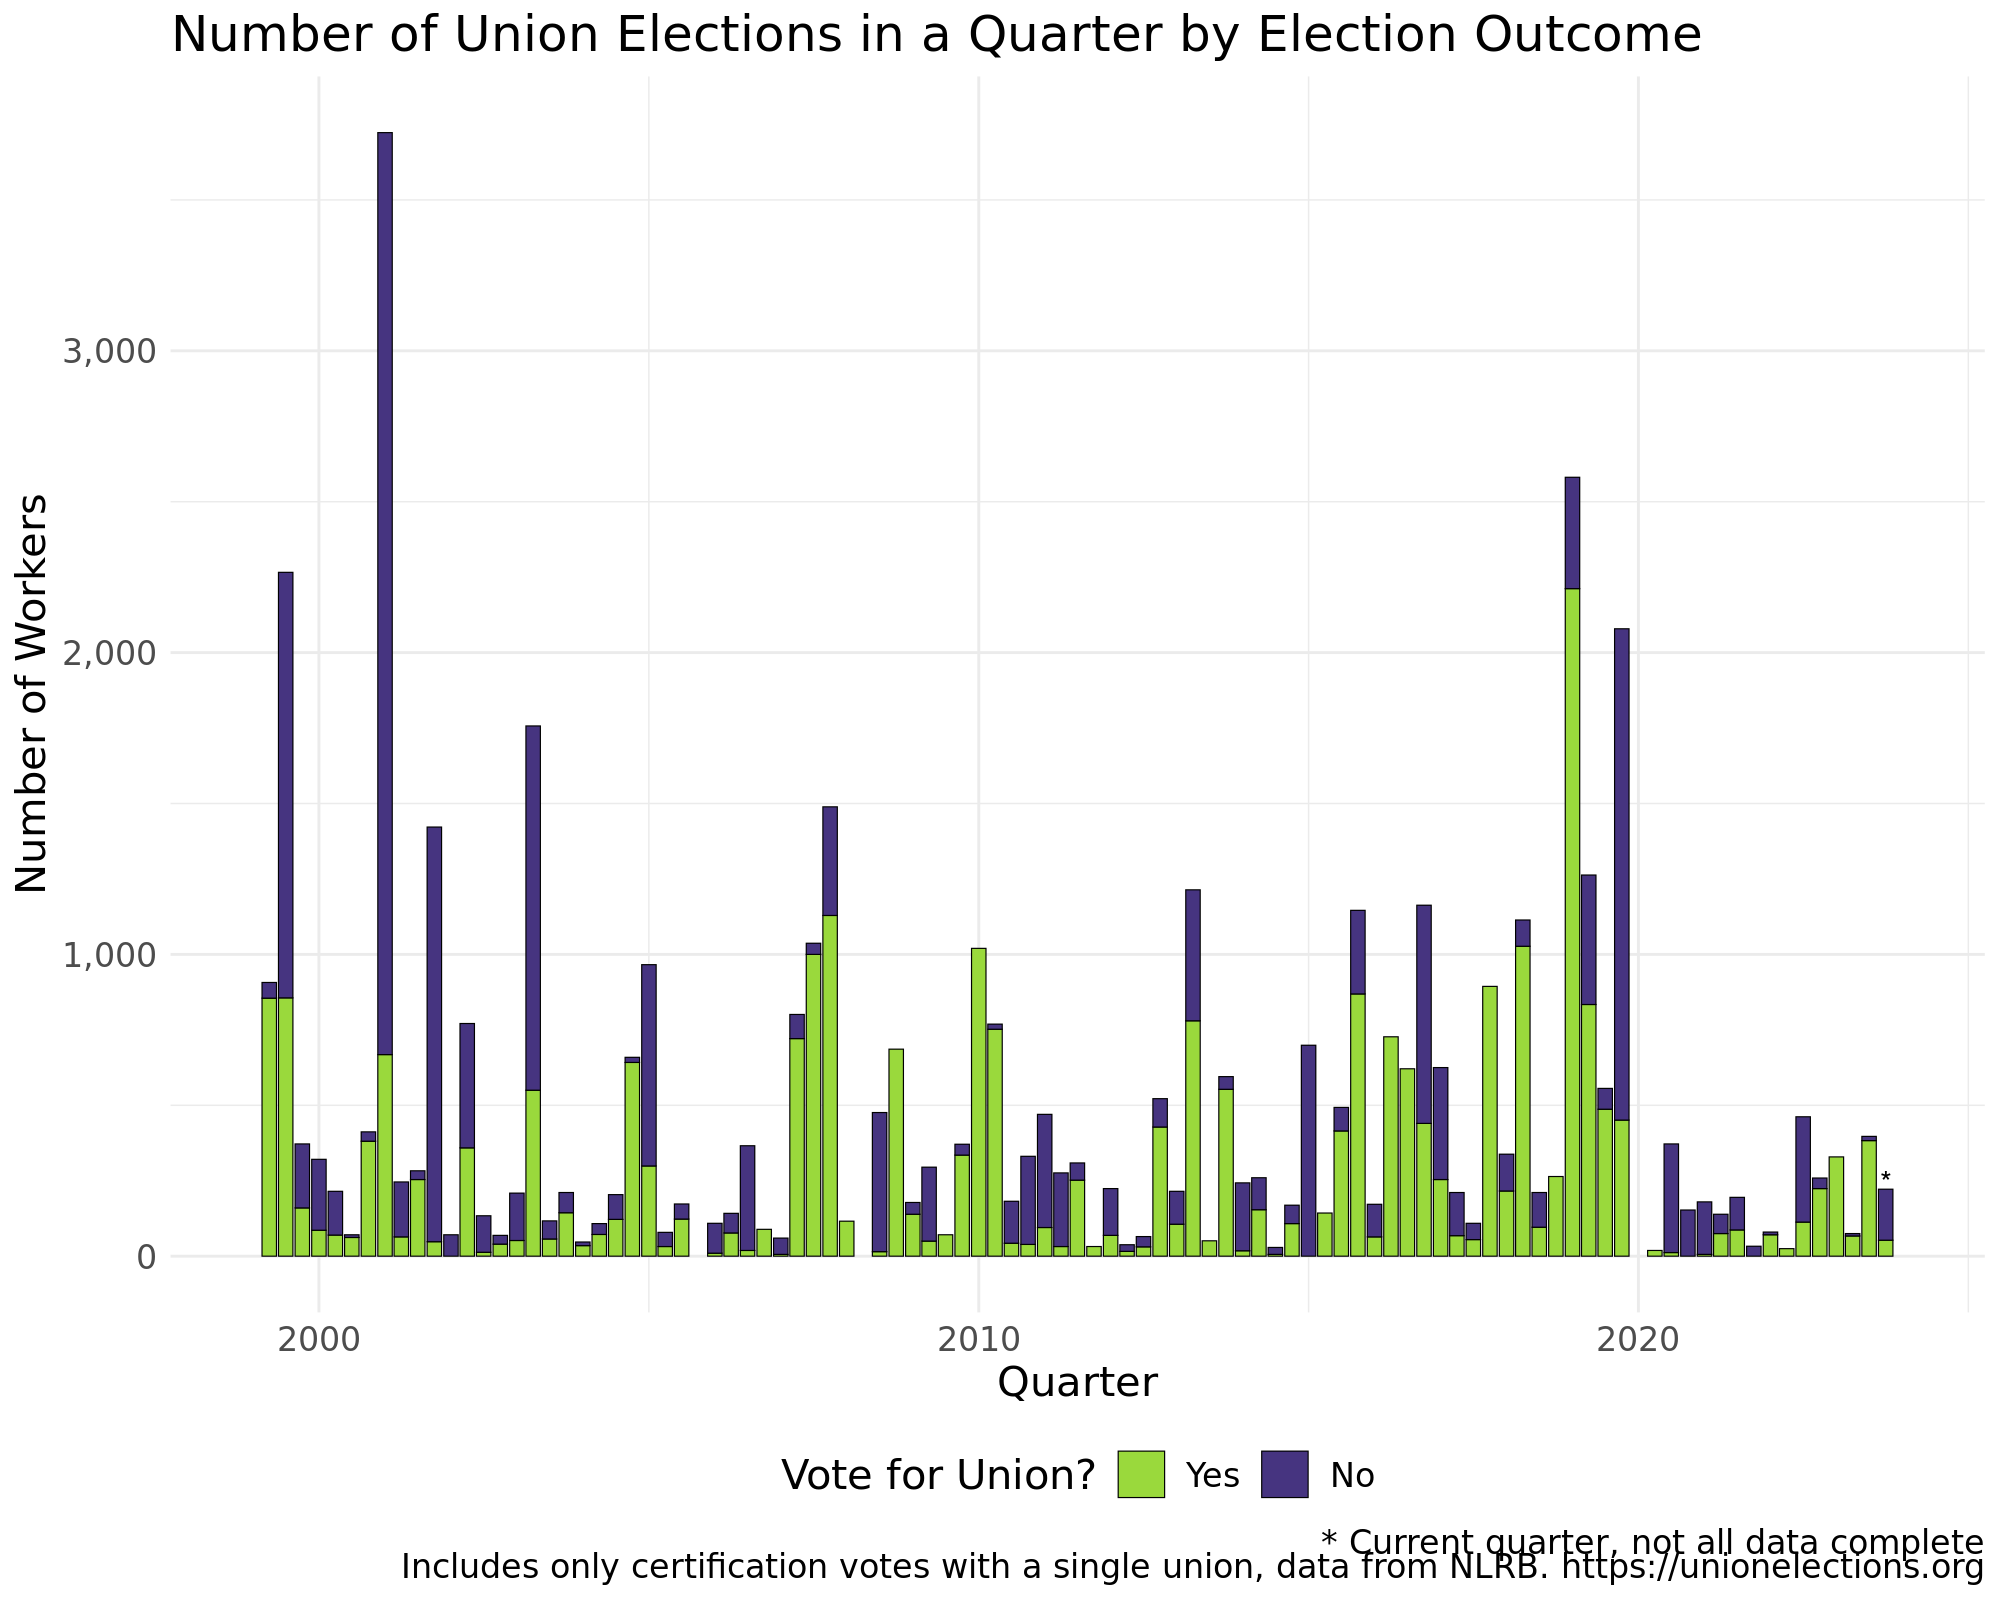 Number of Union Elections in a Quarter by Election Outcome
Number of Workers
3,000
2,000
1,000
0
*
2000 2010 2020
Quarter
Vote for Union? Yes No
* Current quarter, not all data complete
Includes only certification votes with a single union, data from NLRB. https://unionelections.org